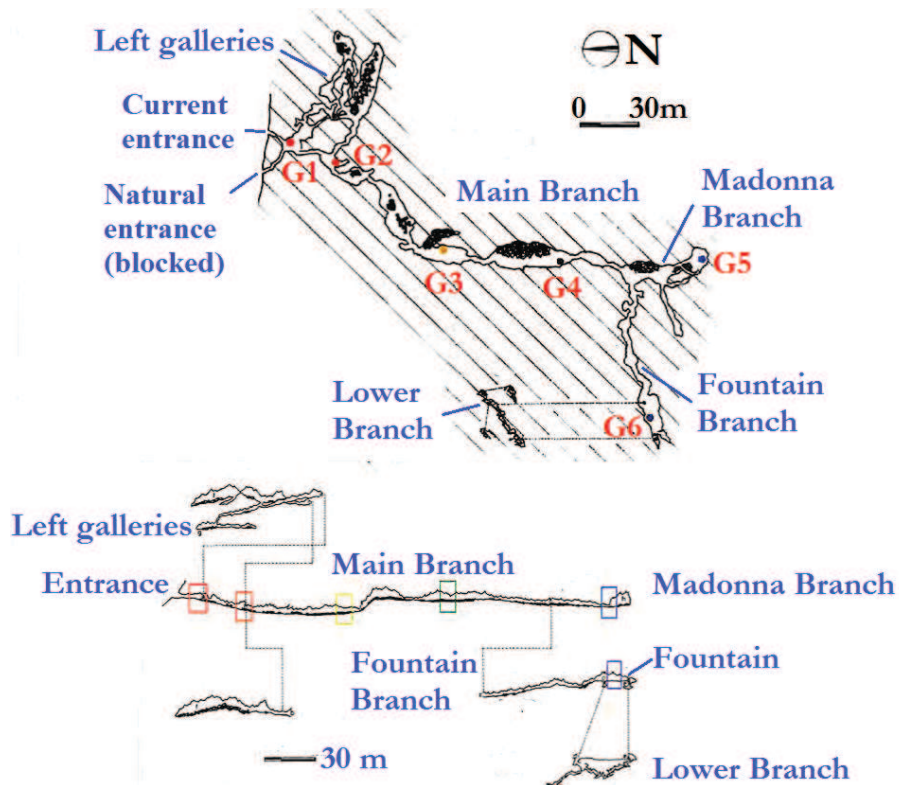 Left galleries
N
0 30m
Current
entrance
G1
G2
Natural
entrance
(blocked)
Main Branch
Madonna
Branch
G3
G4
G5
Lower
Branch
Fountain
Branch
G6
Left galleries
Entrance
Main Branch
Madonna Branch
Fountain
Branch
Fountain
30 m
Lower Branch